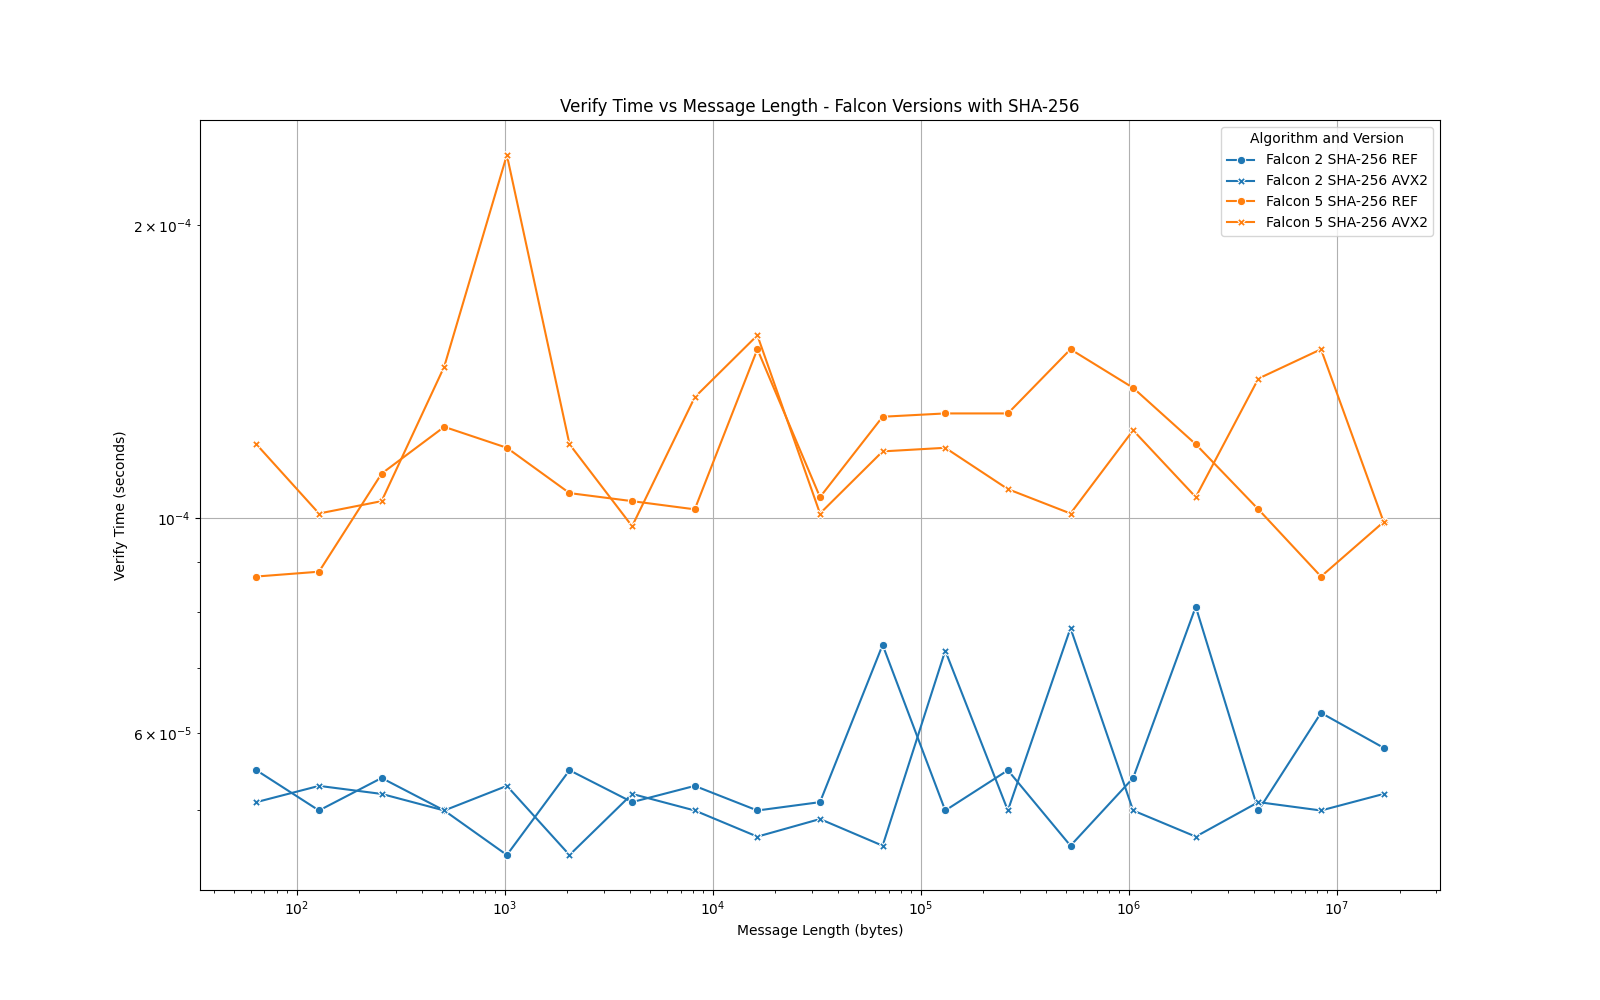 Verify Time vs Message Length - Falcon Versions with SHA-256
Algorithm and Version
Falcon 2 SHA-256 REF
Falcon 2 SHA-256 AVX2
Falcon 5 SHA-256 REF
Falcon 5 SHA-256 AVX2
Verify Time (seconds)
2 × 10⁻⁴
10⁻⁴
6 × 10⁻⁵
10² 10³ 10⁴ 10⁵ 10⁶ 10⁷
Message Length (bytes)